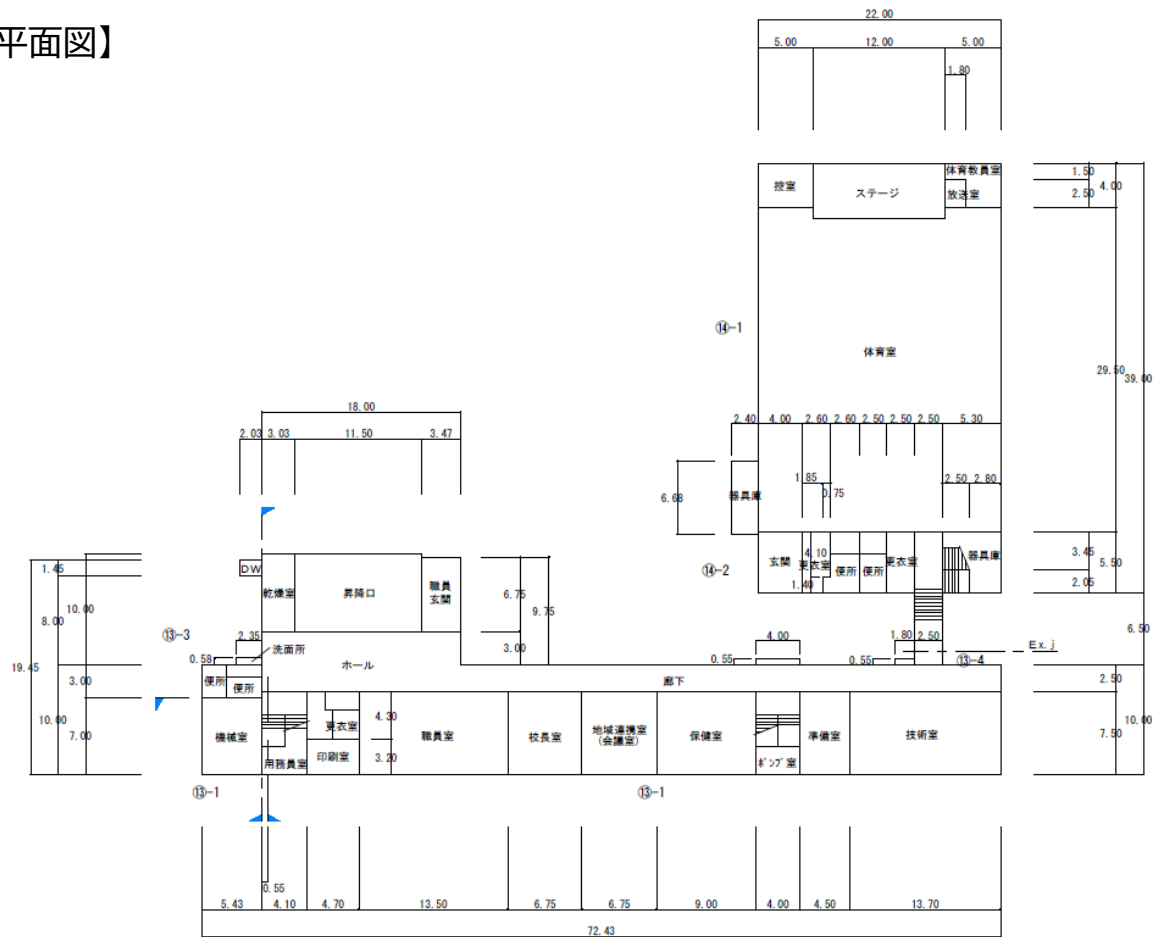 平面図】
22.00
5.00 12.00 5.00
1.80
控室 ステージ 体育教員室
放送室
1.50
2.50 4.00
⑭-1
体育室
29.50 39.00
18.00
2.03 3.03 11.50 3.47
2.40 4.00 2.60 2.60 2.50 2.50 2.50 5.30
1.85 0.75 2.50 2.80
6.68 器具庫
1.45
10.00
8.00
DW
乾燥室 昇降口 職員
玄関
6.75
9.75
3.00
⑭-2
玄関 4.10
更衣室 便所 便所 更衣室 器具庫
1.40
3.45
5.50
2.05
⑬-3
2.35
0.58 洗面所
ホール
4.00
0.55
1.80 2.50
0.55
Ex.j
⑬-4
6.50
19.45
3.00
10.00
7.00
便所 便所
廊下
2.50
10.00
7.50
機械室
用務員室
更衣室
印刷室
4.30
3.20
職員室 校長室 地域連携室
(会議室)
保健室
ポンプ室
準備室 技術室
⑬-1 ⑬-1
0.55
5.43 4.10 4.70 13.50 6.75 6.75 9.00 4.00 4.50 13.70
72.43